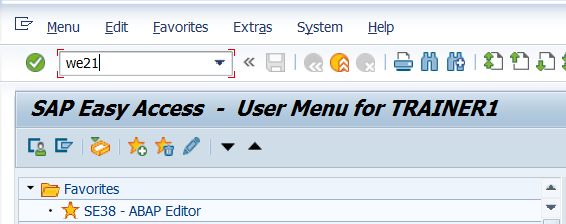 Menu Edit Favorites Extras System Help
we21
SAP Easy Access - User Menu for TRAINER1
Favorites
SE38 - ABAP Editor